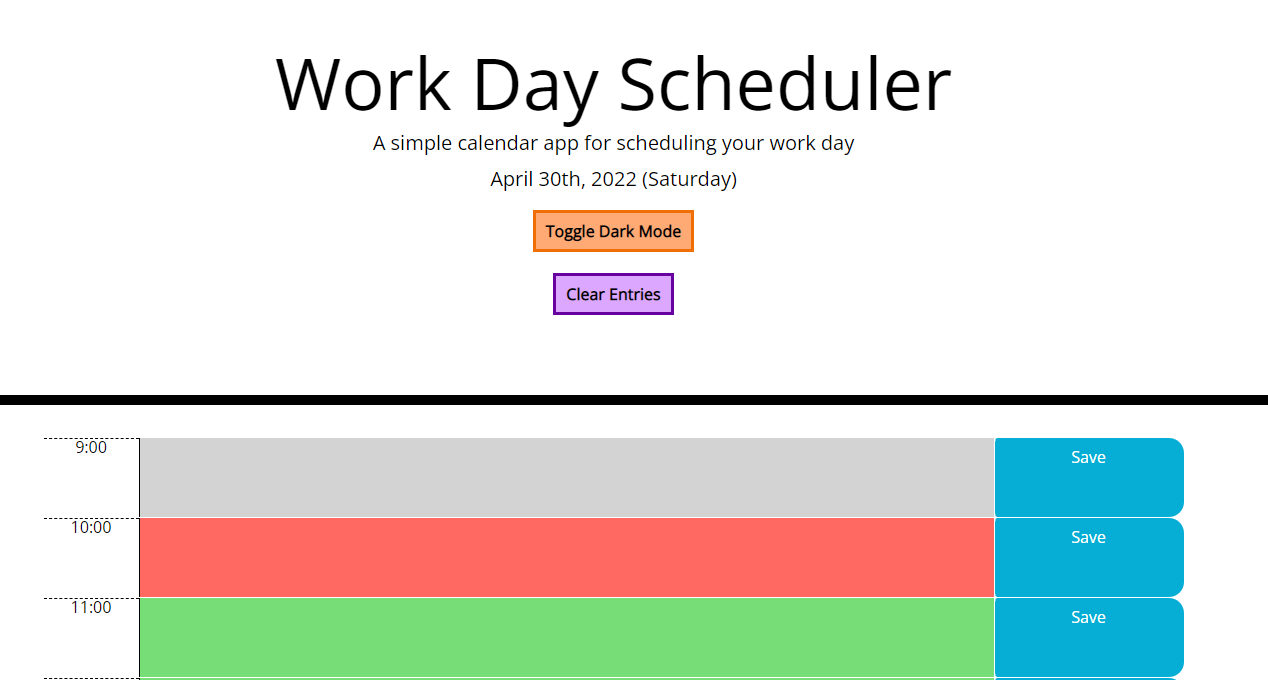 Work Day Scheduler
A simple calendar app for scheduling your work day
April 30th, 2022 (Saturday)
Toggle Dark Mode
Clear Entries
9:00
Save
10:00
Save
11:00
Save